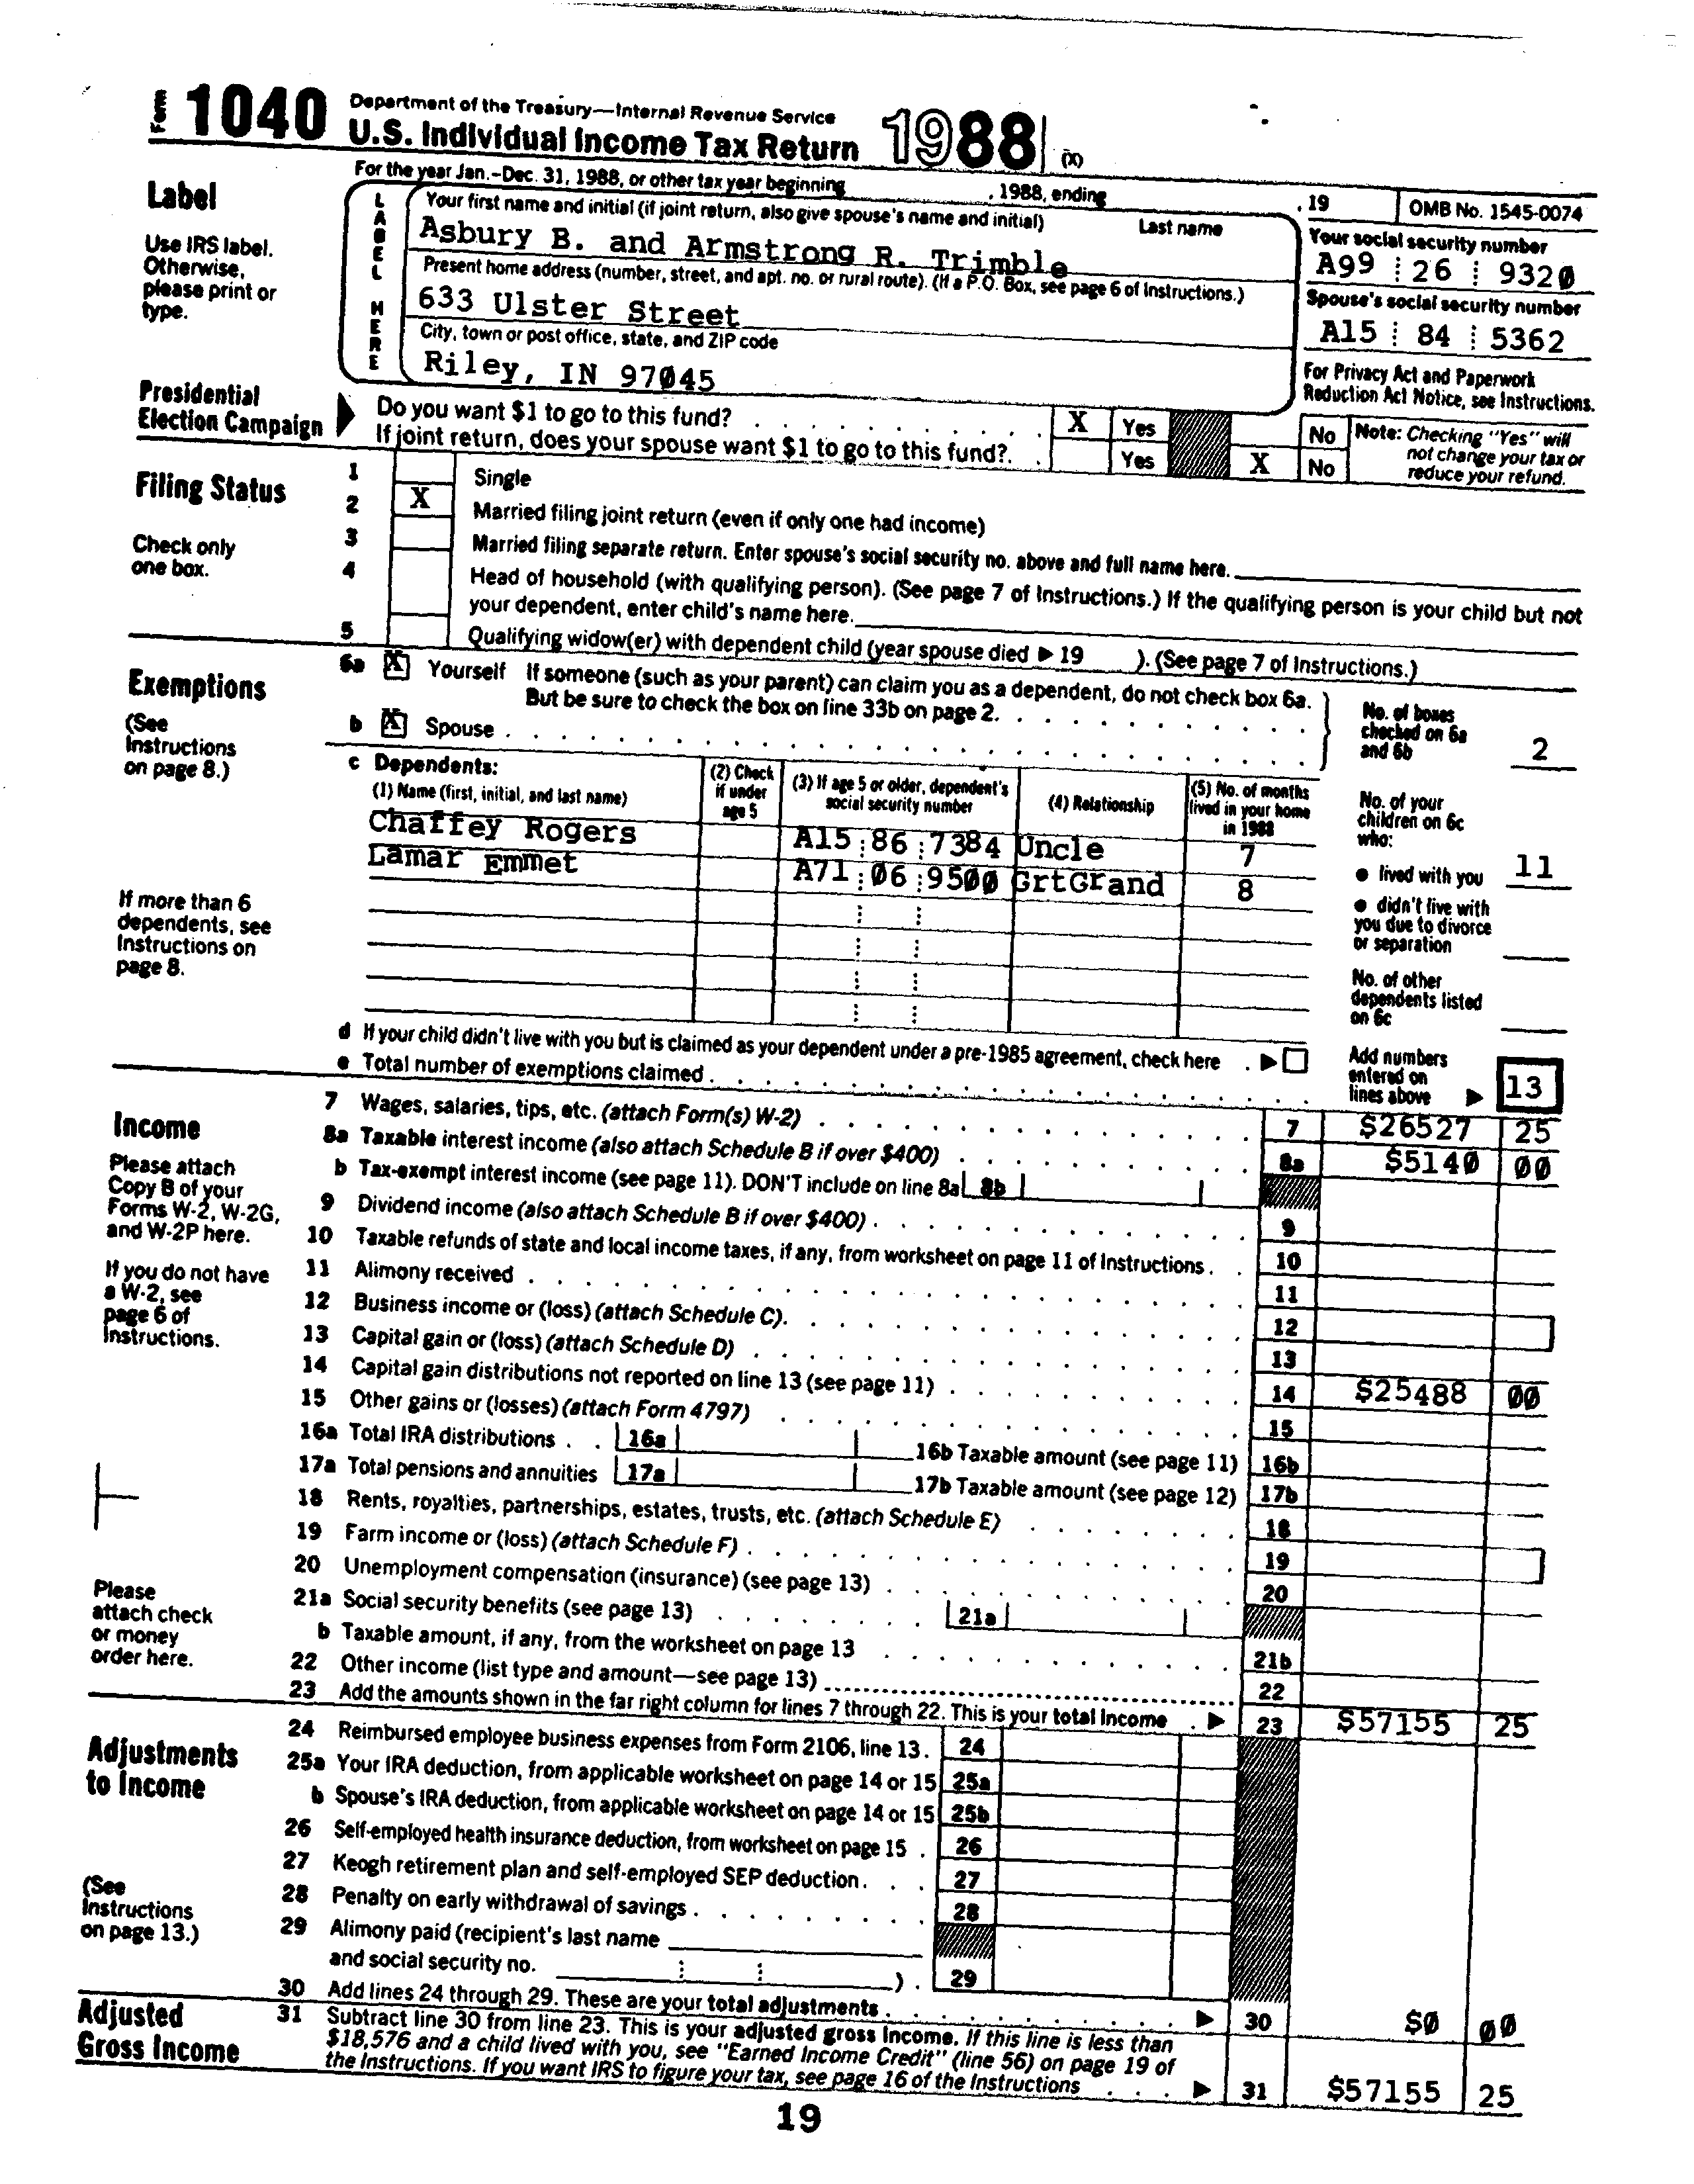 Form 1040 Department of the Treasury—Internal Revenue Service
U.S. Individual Income Tax Return 1988 (X)
For the year Jan.-Dec. 31, 1988, or other tax year beginning , 1988, ending , 19 OMB No. 1545-0074
Label
Use IRS label. Otherwise, please print or type.
LABEL HERE
Your first name and initial (if joint return, also give spouse's name and initial) Last name
Asbury B. and Armstrong R. Trimble
Your social security number
A99 26 9320
Present home address (number, street, and apt. no. or rural route). (If a P.O. Box, see page 6 of Instructions.)
633 Ulster Street
Spouse's social security number
A15 84 5362
City, town or post office, state, and ZIP code
Riley, IN 97045
For Privacy Act and Paperwork Reduction Act Notice, see Instructions.
Presidential Election Campaign
Do you want $1 to go to this fund? X Yes No
If joint return, does your spouse want $1 to go to this fund?. Yes X No
Note: Checking "Yes" will not change your tax or reduce your refund.
Filing Status
Check only one box.
1 Single
2 X Married filing joint return (even if only one had income)
3 Married filing separate return. Enter spouse's social security no. above and full name here.
4 Head of household (with qualifying person). (See page 7 of Instructions.) If the qualifying person is your child but not
your dependent, enter child's name here.
5 Qualifying widow(er) with dependent child (year spouse died ▶ 19 ). (See page 7 of Instructions.)
Exemptions
(See Instructions on page 8.)
6a X Yourself If someone (such as your parent) can claim you as a dependent, do not check box 6a.
But be sure to check the box on line 33b on page 2.
b X Spouse
No. of boxes checked on 6a and 6b 2
c Dependents:
(1) Name (first, initial, and last name) (2) Check if under age 5 (3) If age 5 or older, dependent's social security number (4) Relationship (5) No. of months lived in your home in 1988
Chaffey Rogers A15 86 7384 Uncle 7
Lamar Emmet A71 06 9500 GrtGrand 8
If more than 6 dependents, see Instructions on page 8.
No. of your children on 6c who:
● lived with you 11
● didn't live with you due to divorce or separation
No. of other dependents listed on 6c
d If your child didn't live with you but is claimed as your dependent under a pre-1985 agreement, check here ▶
e Total number of exemptions claimed
Add numbers entered on lines above ▶ 13
Income
Please attach Copy B of your Forms W-2, W-2G, and W-2P here.
If you do not have a W-2, see page 6 of Instructions.
Please attach check or money order here.
7 Wages, salaries, tips, etc. (attach Form(s) W-2) 7 $26527 25
8a Taxable interest income (also attach Schedule B if over $400) 8a $5140 00
b Tax-exempt interest income (see page 11). DON'T include on line 8a 8b
9 Dividend income (also attach Schedule B if over $400) 9
10 Taxable refunds of state and local income taxes, if any, from worksheet on page 11 of Instructions 10
11 Alimony received 11
12 Business income or (loss) (attach Schedule C). 12
13 Capital gain or (loss) (attach Schedule D) 13
14 Capital gain distributions not reported on line 13 (see page 11) 14 $25488 00
15 Other gains or (losses) (attach Form 4797) 15
16a Total IRA distributions 16a 16b Taxable amount (see page 11) 16b
17a Total pensions and annuities 17a 17b Taxable amount (see page 12) 17b
18 Rents, royalties, partnerships, estates, trusts, etc. (attach Schedule E) 18
19 Farm income or (loss) (attach Schedule F) 19
20 Unemployment compensation (insurance) (see page 13) 20
21a Social security benefits (see page 13) 21a
b Taxable amount, if any, from the worksheet on page 13 21b
22 Other income (list type and amount—see page 13) 22
23 Add the amounts shown in the far right column for lines 7 through 22. This is your total income ▶ 23 $57155 25
Adjustments to Income
(See Instructions on page 13.)
24 Reimbursed employee business expenses from Form 2106, line 13. 24
25a Your IRA deduction, from applicable worksheet on page 14 or 15 25a
b Spouse's IRA deduction, from applicable worksheet on page 14 or 15 25b
26 Self-employed health insurance deduction, from worksheet on page 15 26
27 Keogh retirement plan and self-employed SEP deduction 27
28 Penalty on early withdrawal of savings 28
29 Alimony paid (recipient's last name
and social security no. ) 29
30 Add lines 24 through 29. These are your total adjustments ▶ 30 $0 00
Adjusted Gross Income
31 Subtract line 30 from line 23. This is your adjusted gross income. If this line is less than
$18,576 and a child lived with you, see "Earned Income Credit" (line 56) on page 19 of
the Instructions. If you want IRS to figure your tax, see page 16 of the Instructions ▶ 31 $57155 25
19